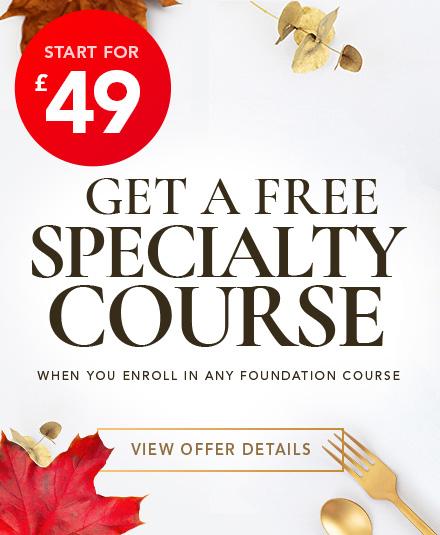 START FOR
£49
GET A FREE
SPECIALTY
COURSE
WHEN YOU ENROLL IN ANY FOUNDATION COURSE
VIEW OFFER DETAILS